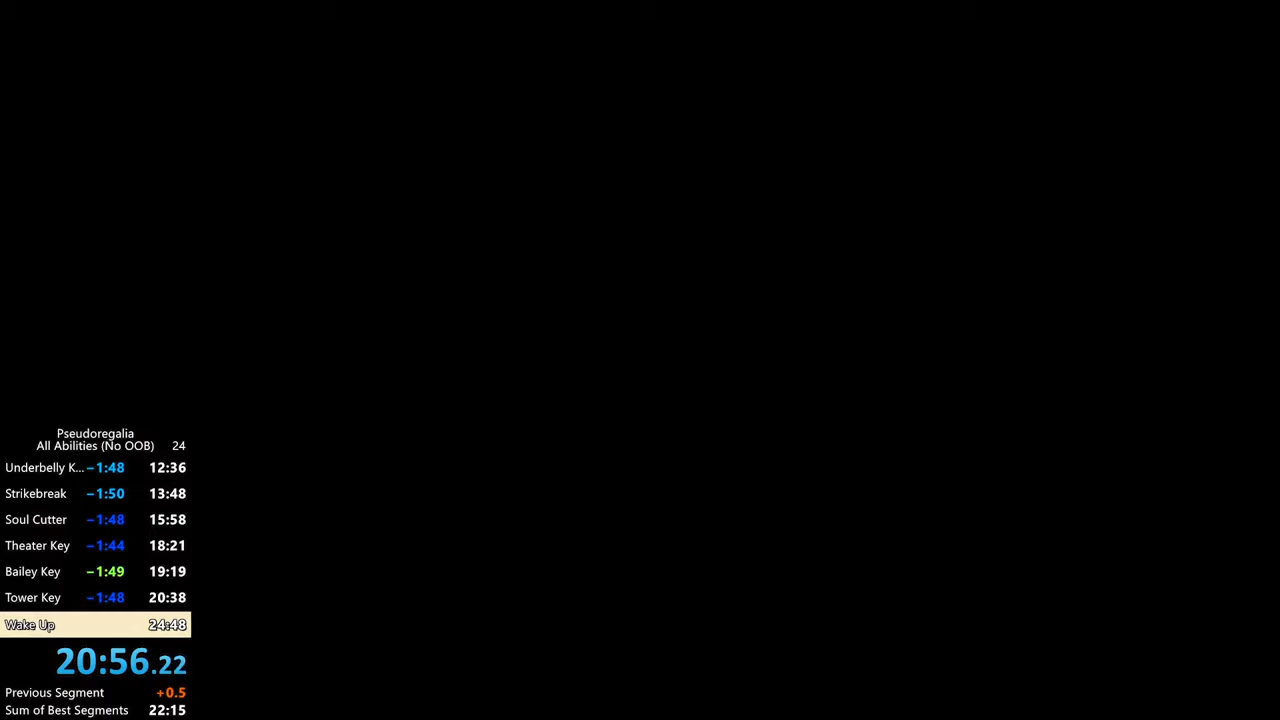 Pseudoregalia
All Abilities (No OOB) 24
Underbelly K... −1:48 12:36
Strikebreak −1:50 13:48
Soul Cutter −1:48 15:58
Theater Key −1:44 18:21
Bailey Key −1:49 19:19
Tower Key −1:48 20:38
Wake Up 24:48
20:56.22
Previous Segment +0.5
Sum of Best Segments 22:15